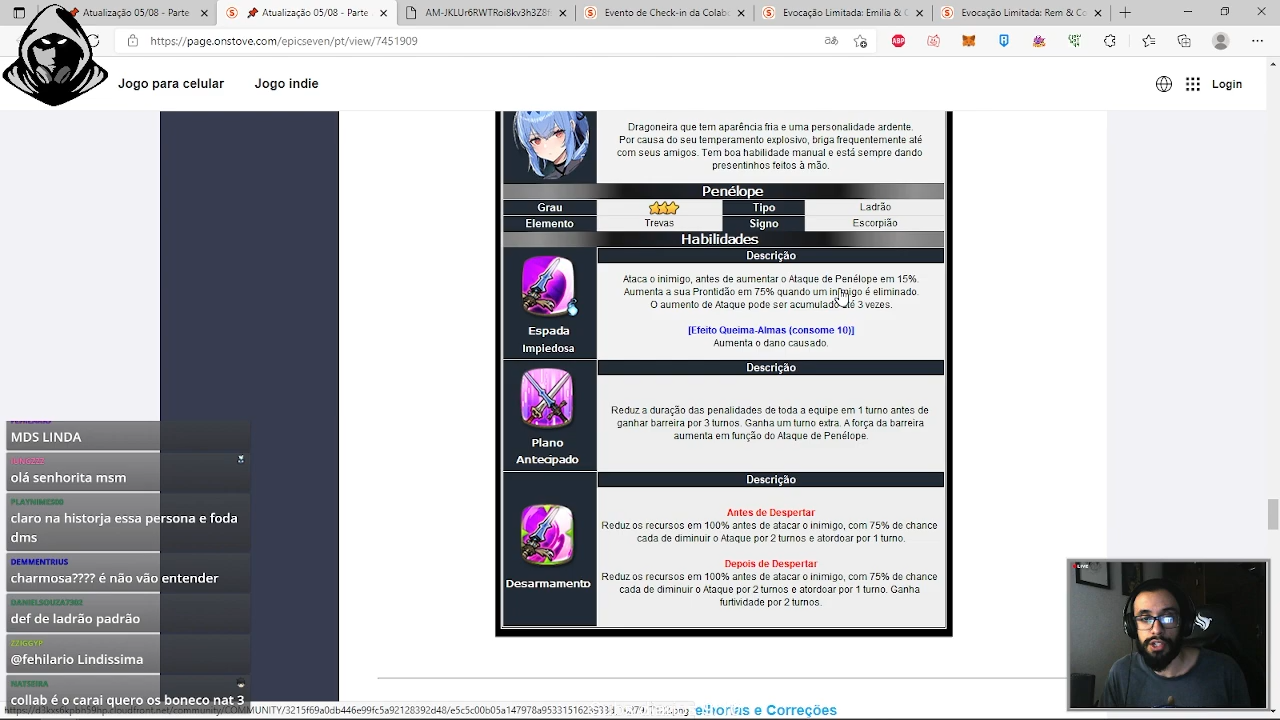 Atualização 05/08 - Parte
Atualização 05/08 - Parte
Evento de Check-in da Colab
Evocação Limitada: Emilia & C
Evocação Limitada: Rem & Ce
https://page.onstove.com/epicseven/pt/view/7451909
Jogo para celular
Jogo indie
Login
Dragoneira que tem aparência fria e uma personalidade ardente.
Por causa do seu temperamento explosivo, briga frequentemente até
com seus amigos. Tem boa habilidade manual e está sempre dando
presentinhos feitos à mão.
Penélope
Grau
Tipo
Ladrão
Elemento
Trevas
Signo
Escorpião
Habilidades
Descrição
Ataca o inimigo, antes de aumentar o Ataque de Penélope em 15%.
Aumenta a sua Prontidão em 75% quando um inimigo é eliminado.
O aumento de Ataque pode ser acumulado até 3 vezes.
[Efeito Queima-Almas (consome 10)]
Aumenta o dano causado.
Espada
Impiedosa
Descrição
Reduz a duração das penalidades de toda a equipe em 1 turno antes de
ganhar barreira por 3 turnos. Ganha um turno extra. A força da barreira
aumenta em função do Ataque de Penélope.
Plano
Antecipado
Descrição
Antes de Despertar
Reduz os recursos em 100% antes de atacar o inimigo, com 75% de chance
cada de diminuir o Ataque por 2 turnos e atordoar por 1 turno.
Depois de Despertar
Reduz os recursos em 100% antes de atacar o inimigo, com 75% de chance
cada de diminuir o Ataque por 2 turnos e atordoar por 1 turno. Ganha
furtividade por 2 turnos.
Desarmamento
MDS LINDA
olá senhorita msm
claro na historja essa persona e foda
dms
DEMMENTRIUS
charmosa???? é não vão entender
def de ladrão padrão
ZZIGGYP
@fehilario Lindissima
collab é o carai quero os boneco nat 3
elhorias e Correções
LIVE